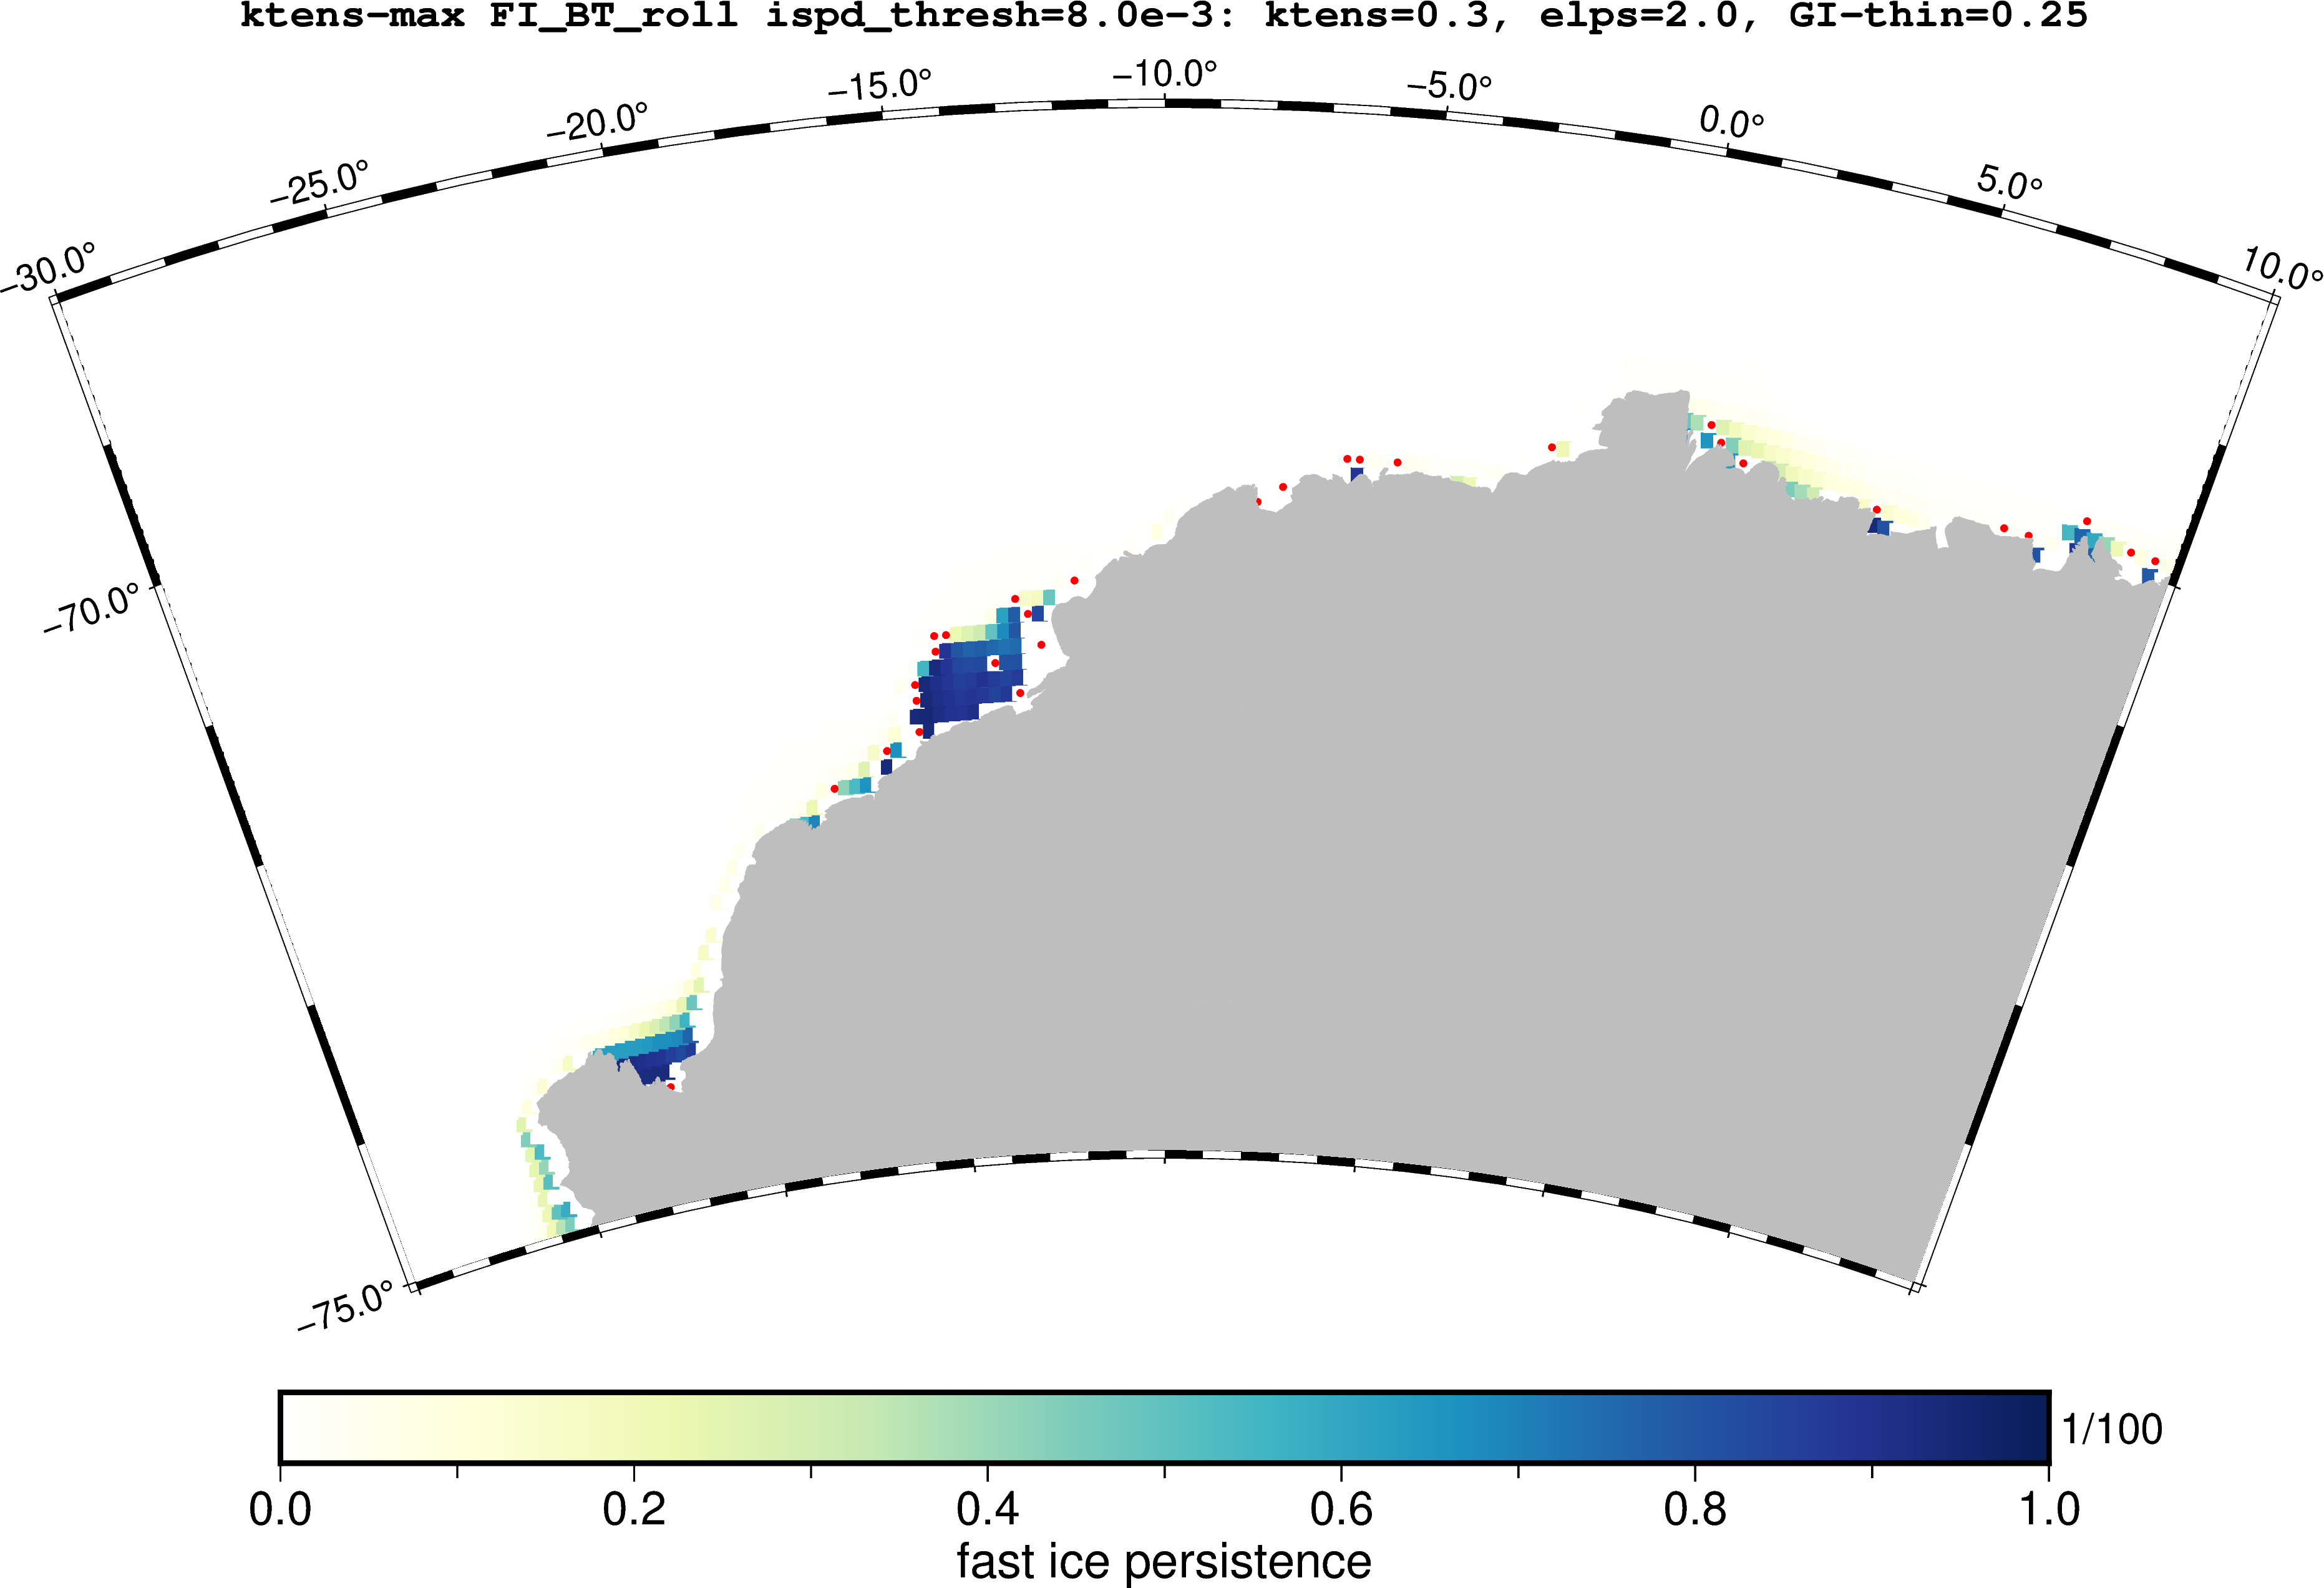 ktens-max FI_BT_roll ispd_thresh=8.0e-3: ktens=0.3, elps=2.0, GI-thin=0.25
-30.0° -25.0° -20.0° -15.0° -10.0° -5.0° 0.0° 5.0° 10.0°
-70.0°
-75.0°
1/100
0.0 0.2 0.4 0.6 0.8 1.0
fast ice persistence